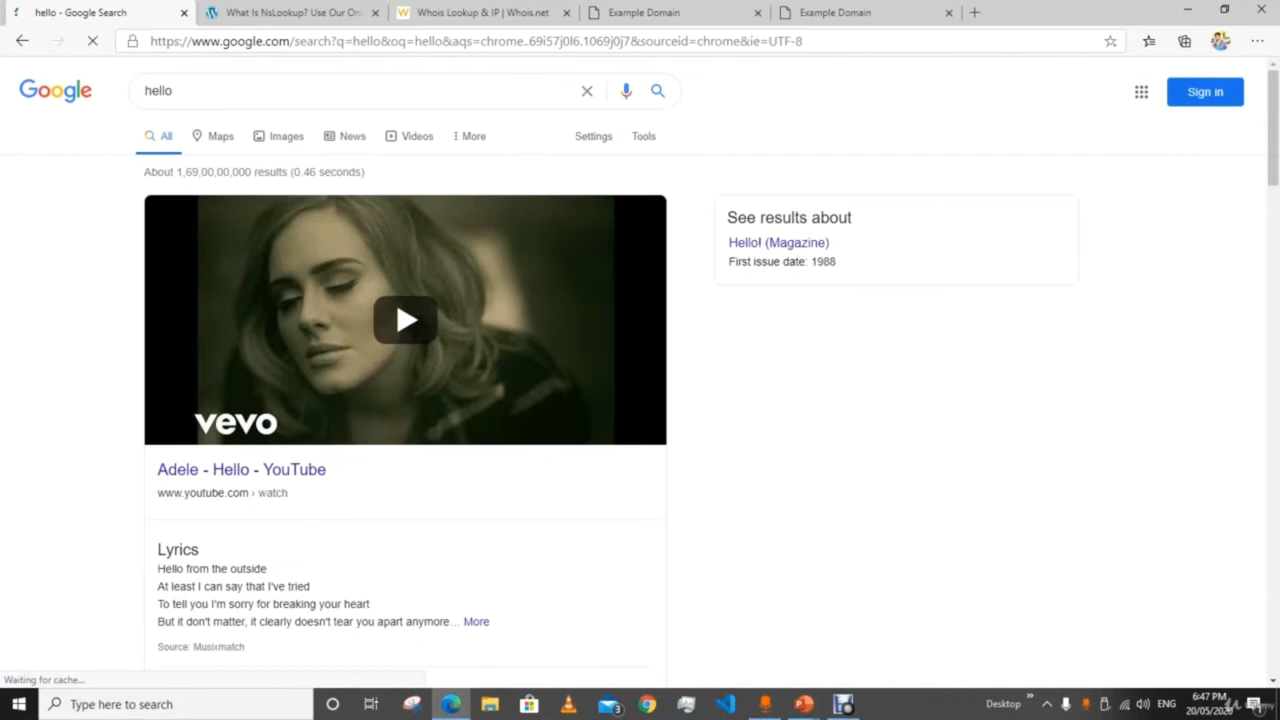 hello - Google Search
What Is NsLookup? Use Our On
Whois Lookup & IP | Whois.net
Example Domain
Example Domain
https://www.google.com/search?q=hello&oq=hello&aqs=chrome..69i57j0l6.1069j0j7&sourceid=chrome&ie=UTF-8
Google
hello
Sign in
All
Maps
Images
News
Videos
More
Settings
Tools
About 1,69,00,00,000 results (0.46 seconds)
vevo
Adele - Hello - YouTube
www.youtube.com › watch
Lyrics
Hello from the outside
At least I can say that I've tried
To tell you I'm sorry for breaking your heart
But it don't matter, it clearly doesn't tear you apart anymore… More
Source: Musixmatch
See results about
Hello! (Magazine)
First issue date: 1988
Waiting for cache...
Type here to search
3
Desktop
ENG
6:47 PM